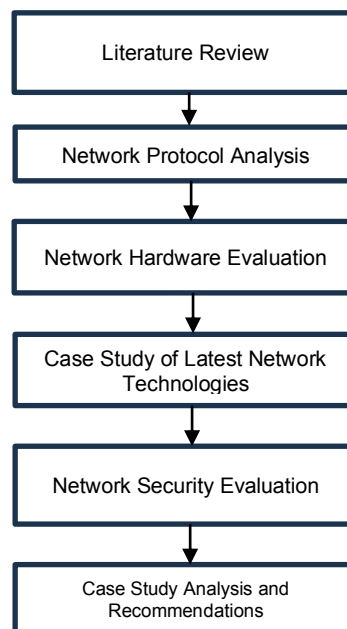 Literature Review
Network Protocol Analysis
Network Hardware Evaluation
Case Study of Latest Network
Technologies
Network Security Evaluation
Case Study Analysis and
Recommendations